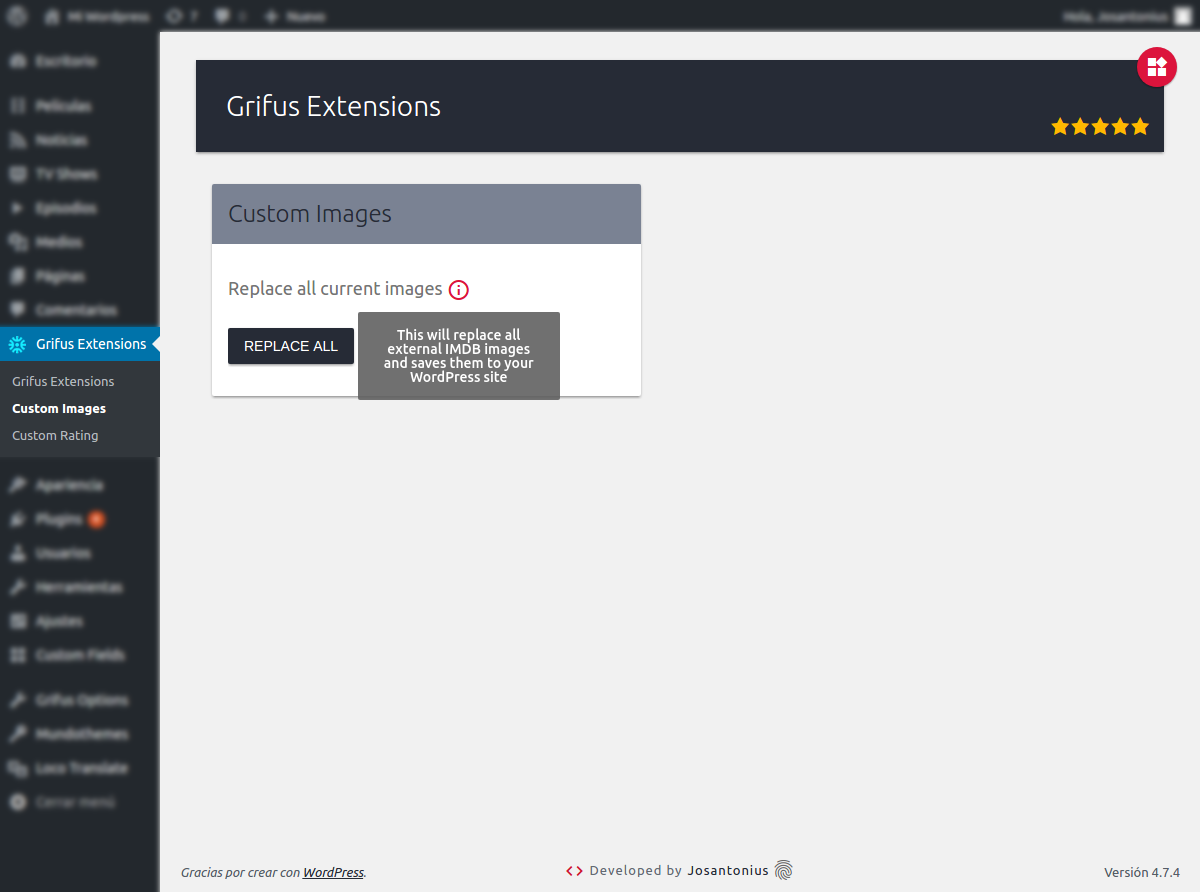 Mi Wordpress
7
Nuevo
Hola, Josantonius
Escritorio
Películas
Noticias
TV Shows
Episodios
Medios
Páginas
Comentarios
Grifus Extensions
Grifus Extensions
Custom Images
Custom Rating
Apariencia
Plugins
Usuarios
Herramientas
Ajustes
Custom Fields
Grifus Options
Mundothemes
Loco Translate
Cerrar menú
Grifus Extensions
Custom Images
Replace all current images
REPLACE ALL
This will replace all
external IMDB images
and saves them to your
WordPress site
Gracias por crear con WordPress.
Developed by Josantonius
Versión 4.7.4